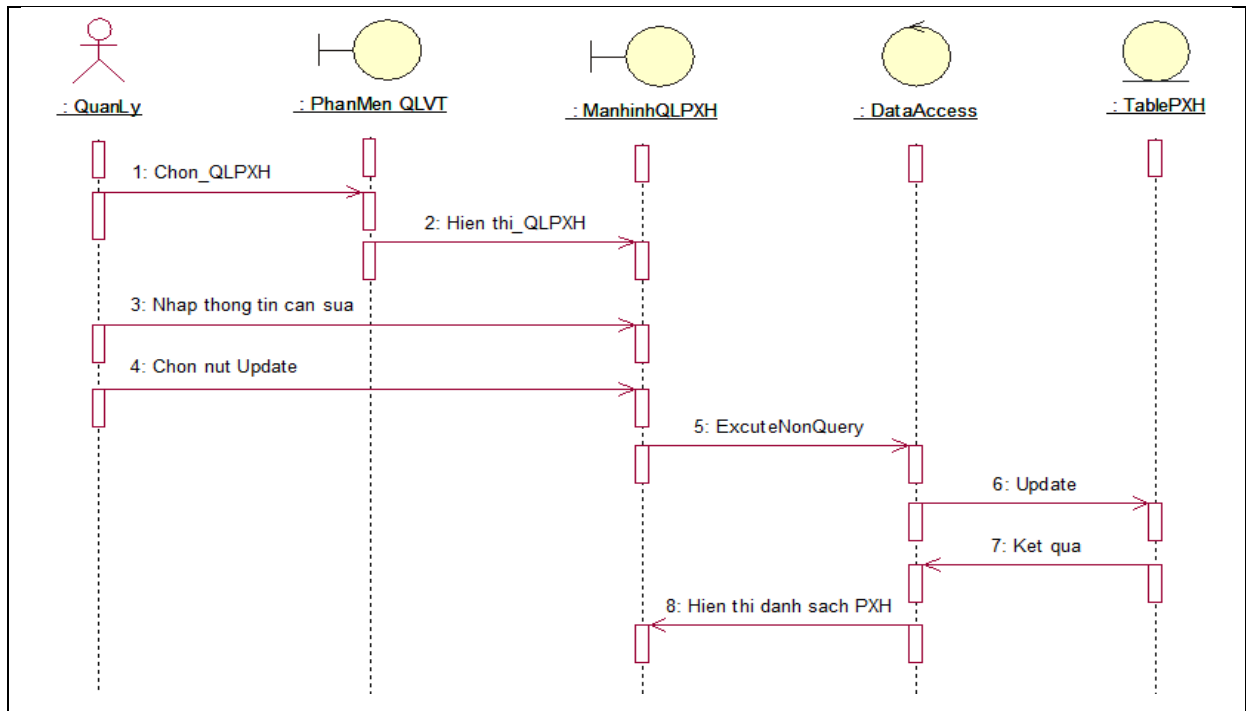 : QuanLy
: PhanMen QLVT
: ManhinhQLPXH
: DataAccess
: TablePXH
1: Chon_QLPXH
2: Hien thi_QLPXH
3: Nhap thong tin can sua
4: Chon nut Update
5: ExcuteNonQuery
6: Update
7: Ket qua
8: Hien thi danh sach PXH